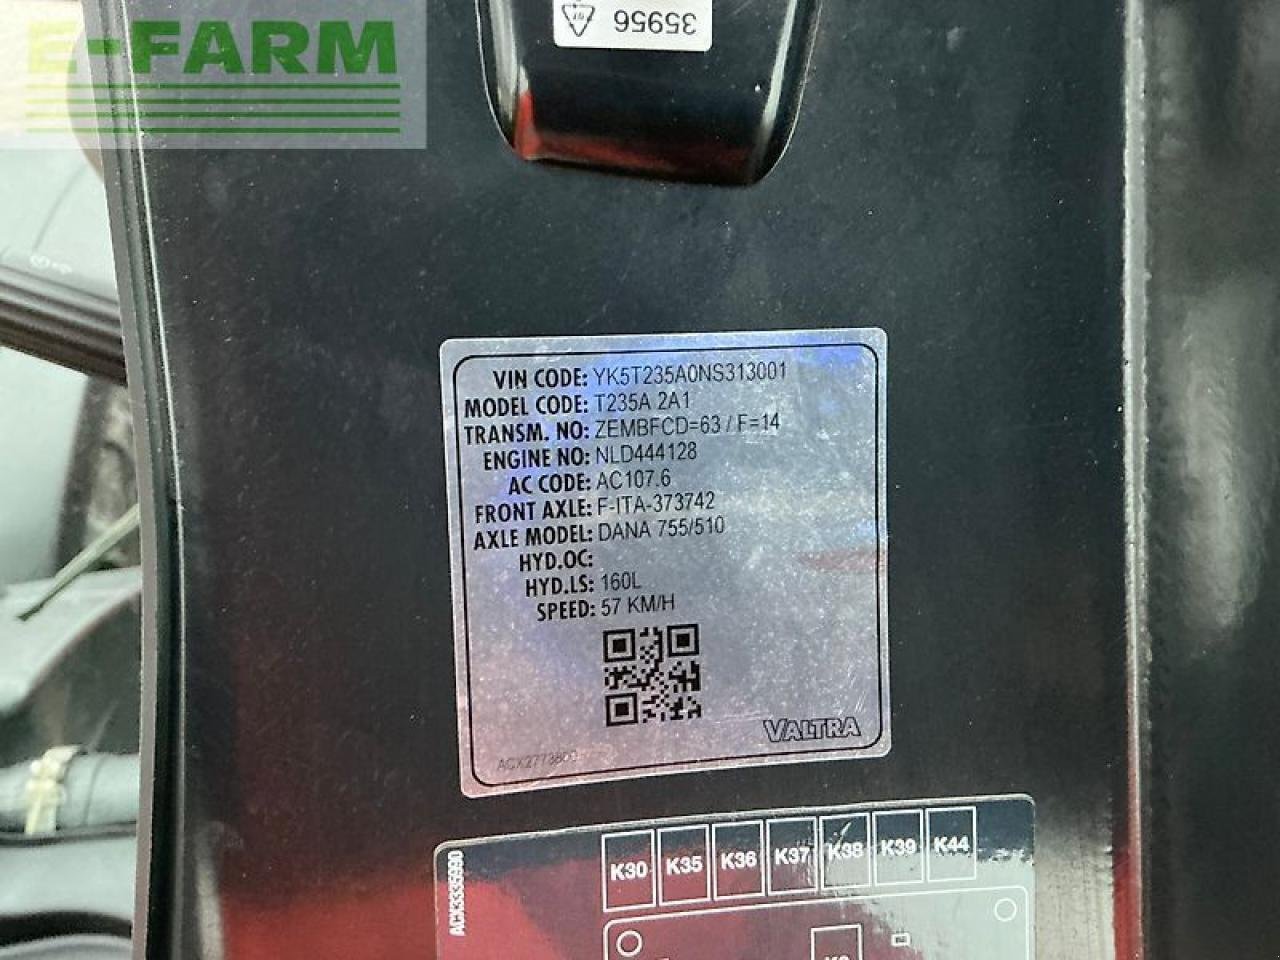 E-FARM
35956
07
VIN CODE: YK5T235A0NS313001
MODEL CODE: T235A 2A1
TRANSM. NO: ZEMBFCD=63 / F=14
ENGINE NO: NLD444128
AC CODE: AC107.6
FRONT AXLE: F-ITA-373742
AXLE MODEL: DANA 755/510
HYD.OC:
HYD.LS: 160L
SPEED: 57 KM/H
VALTRA
ACX3335990
K30 K35 K36 K37 K38 K39 K44